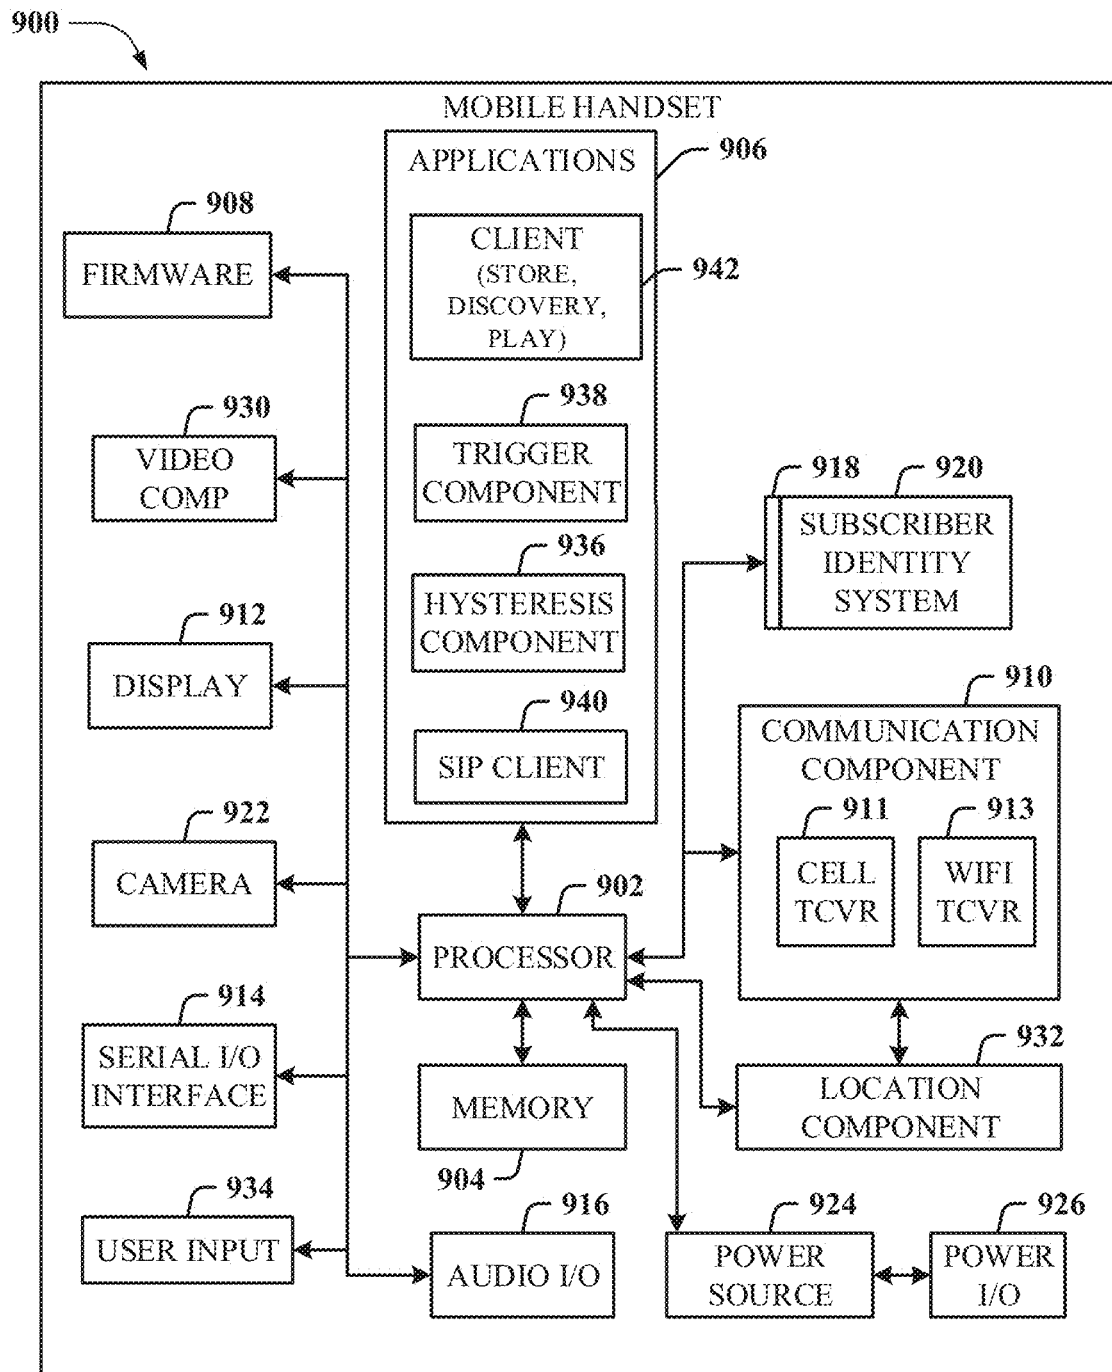 900
MOBILE HANDSET
APPLICATIONS
906
908
FIRMWARE
CLIENT
(STORE,
DISCOVERY,
PLAY)
942
930
VIDEO
COMP
938
TRIGGER
COMPONENT
918
920
SUBSCRIBER
IDENTITY
SYSTEM
936
HYSTERESIS
COMPONENT
912
DISPLAY
940
SIP CLIENT
910
COMMUNICATION
COMPONENT
911
CELL
TCVR
913
WIFI
TCVR
922
CAMERA
902
PROCESSOR
914
SERIAL I/O
INTERFACE
MEMORY
904
932
LOCATION
COMPONENT
934
USER INPUT
916
AUDIO I/O
924
POWER
SOURCE
926
POWER
I/O